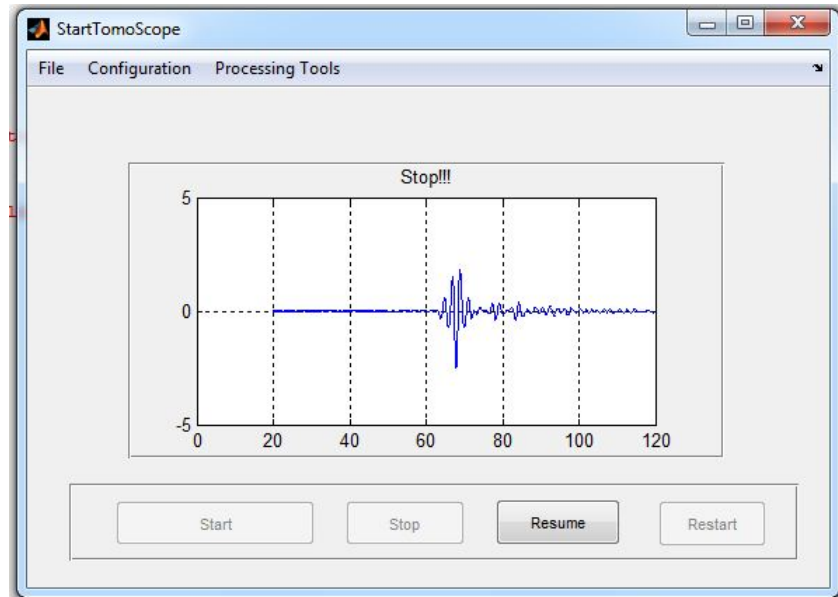 StartTomoScope
File Configuration Processing Tools
Stop!!!
5
0
-5
0 20 40 60 80 100 120
Start Stop Resume Restart